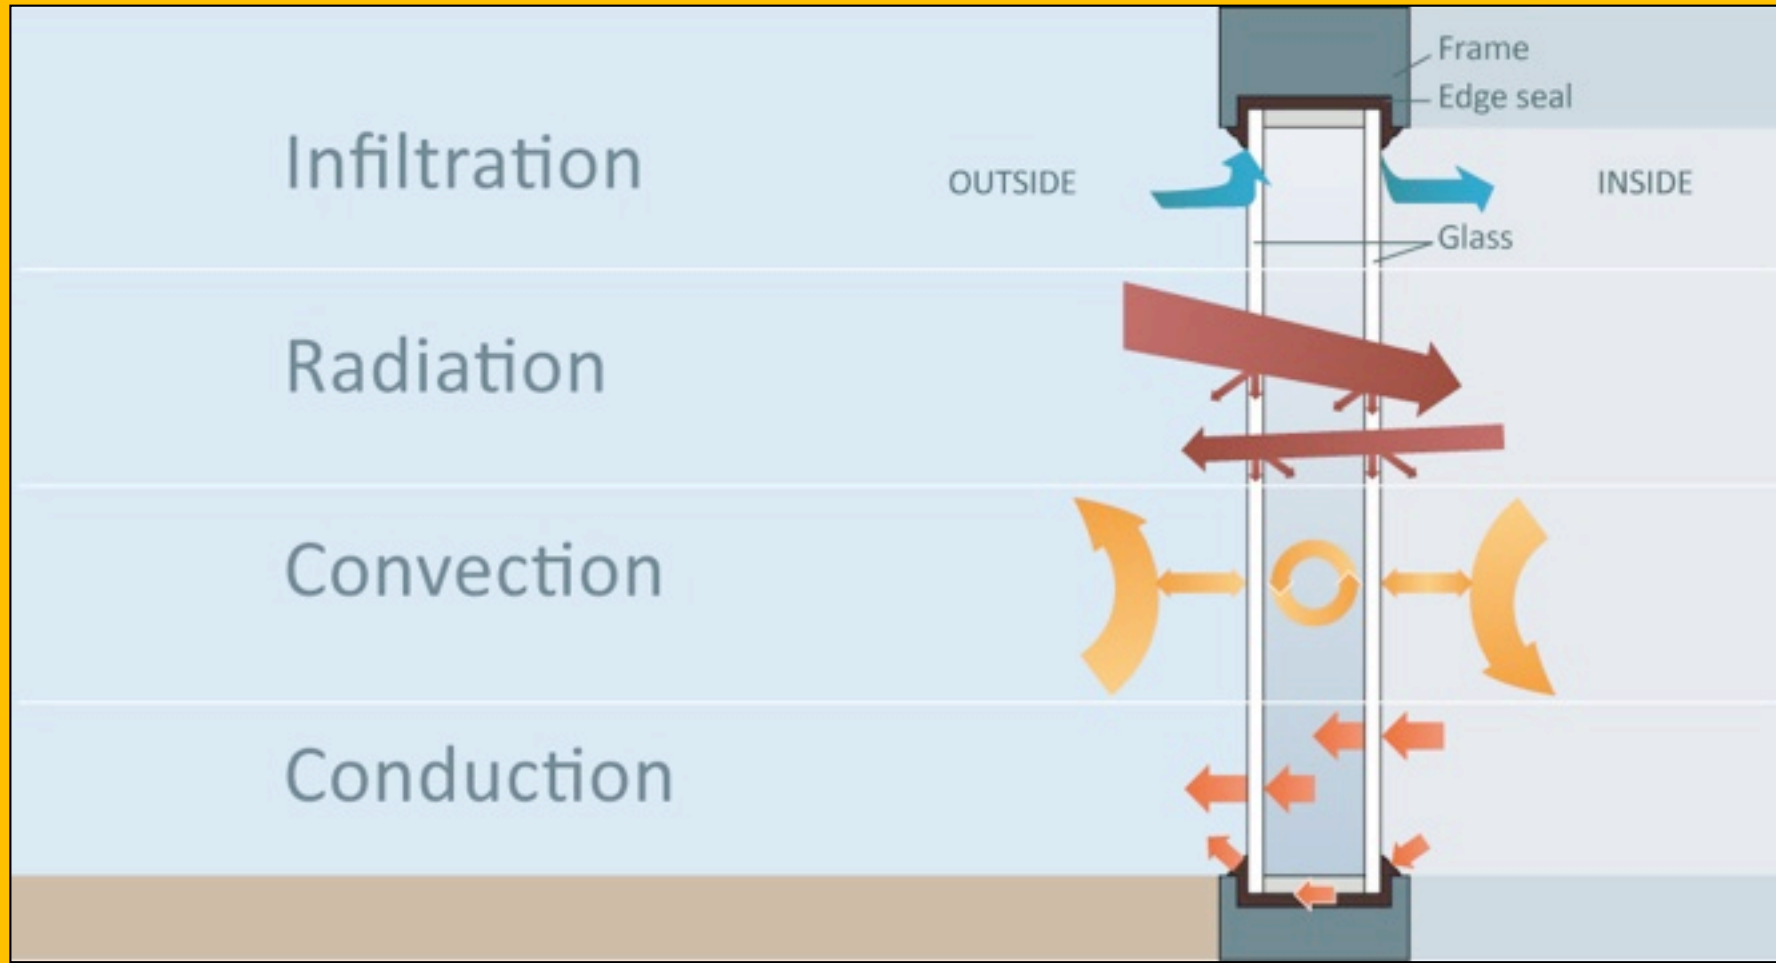 Frame
Edge seal
Infiltration
OUTSIDE
INSIDE
Glass
Radiation
Convection
Conduction